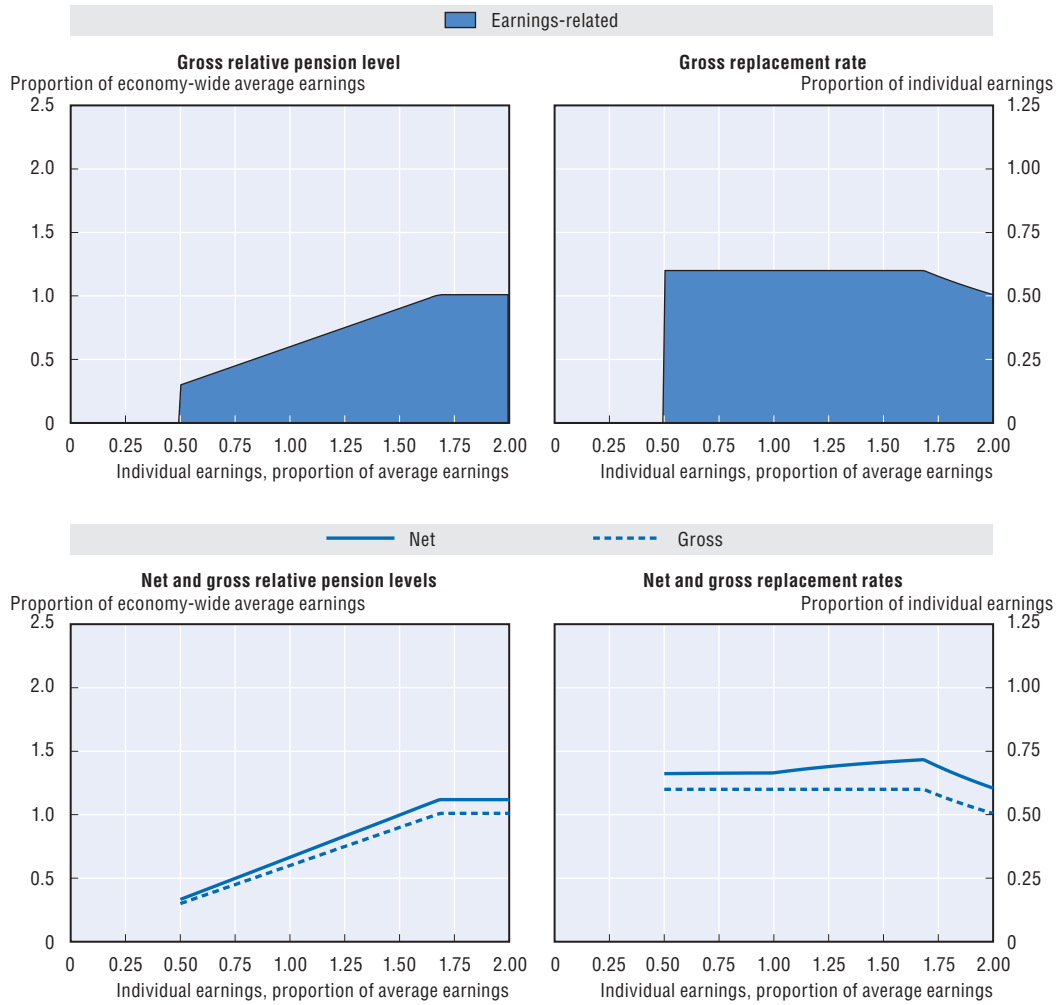 Earnings-related
Gross relative pension level
Proportion of economy-wide average earnings
2.5
2.0
1.5
1.0
0.5
0
0 0.25 0.50 0.75 1.00 1.25 1.50 1.75 2.00
Individual earnings, proportion of average earnings
Gross replacement rate
Proportion of individual earnings
1.25
1.00
0.75
0.50
0.25
0
0 0.25 0.50 0.75 1.00 1.25 1.50 1.75 2.00
Individual earnings, proportion of average earnings
Net Gross
Net and gross relative pension levels
Proportion of economy-wide average earnings
2.5
2.0
1.5
1.0
0.5
0
0 0.25 0.50 0.75 1.00 1.25 1.50 1.75 2.00
Individual earnings, proportion of average earnings
Net and gross replacement rates
Proportion of individual earnings
1.25
1.00
0.75
0.50
0.25
0
0 0.25 0.50 0.75 1.00 1.25 1.50 1.75 2.00
Individual earnings, proportion of average earnings